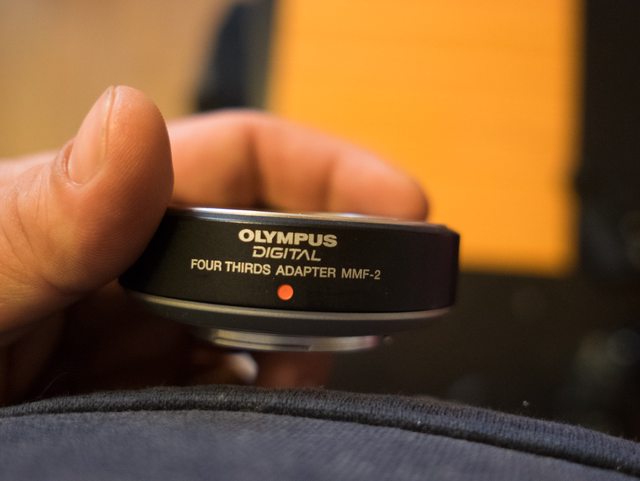 OLYMPUS
DIGITAL
FOUR THIRDS ADAPTER MMF-2